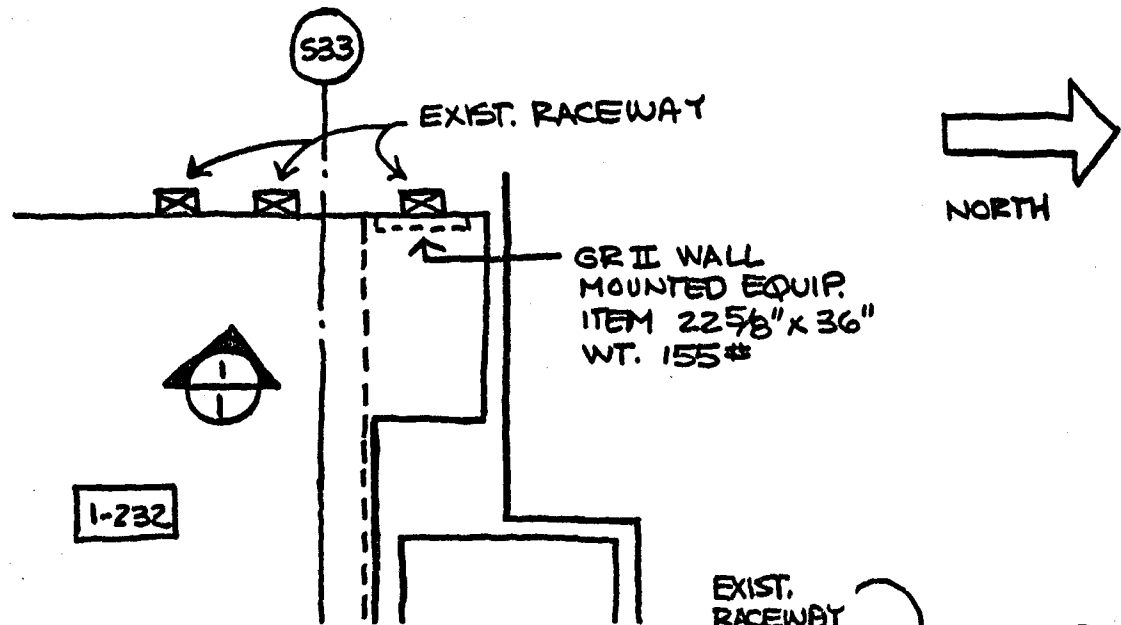 S33
EXIST. RACEWAY
NORTH
GR II WALL
MOUNTED EQUIP.
ITEM 22 5/8" x 36"
WT. 155#
1
1
1-232
EXIST.
RACEWAY